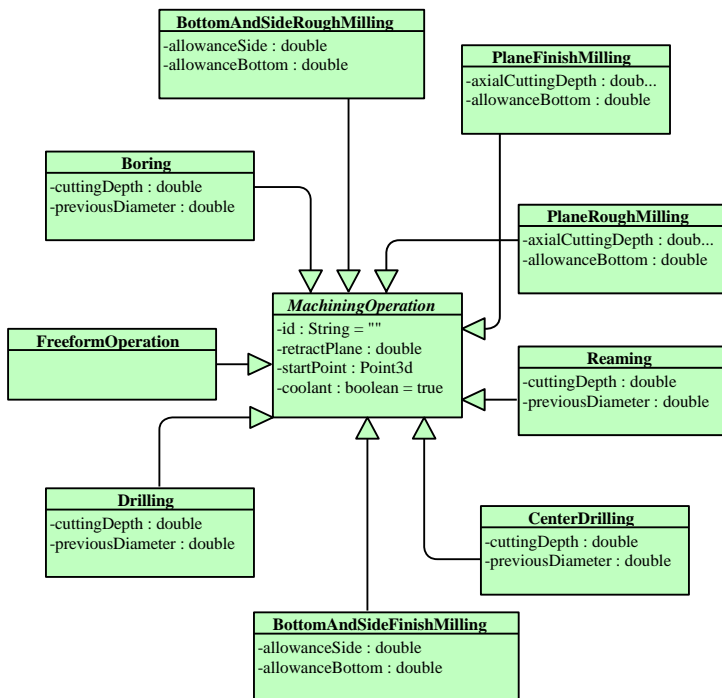 BottomAndSideRoughMilling
-allowanceSide : double
-allowanceBottom : double
PlaneFinishMilling
-axialCuttingDepth : doub...
-allowanceBottom : double
Boring
-cuttingDepth : double
-previousDiameter : double
PlaneRoughMilling
-axialCuttingDepth : doub...
-allowanceBottom : double
MachiningOperation
-id : String = ""
-retractPlane : double
-startPoint : Point3d
-coolant : boolean = true
FreeformOperation
Reaming
-cuttingDepth : double
-previousDiameter : double
Drilling
-cuttingDepth : double
-previousDiameter : double
CenterDrilling
-cuttingDepth : double
-previousDiameter : double
BottomAndSideFinishMilling
-allowanceSide : double
-allowanceBottom : double